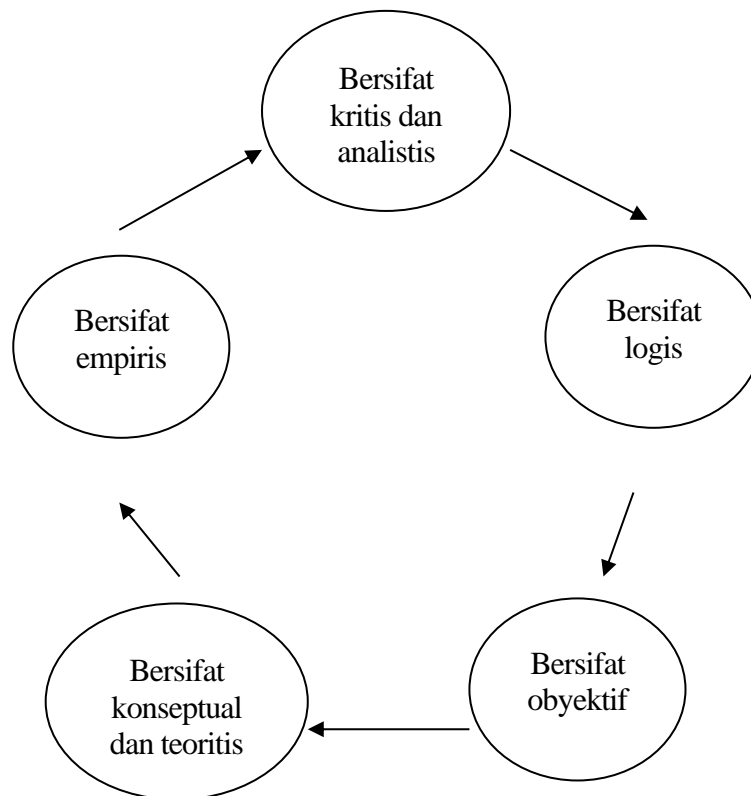 Bersifat
kritis dan
analistis
Bersifat
logis
Bersifat
obyektif
Bersifat
konseptual
dan teoritis
Bersifat
empiris